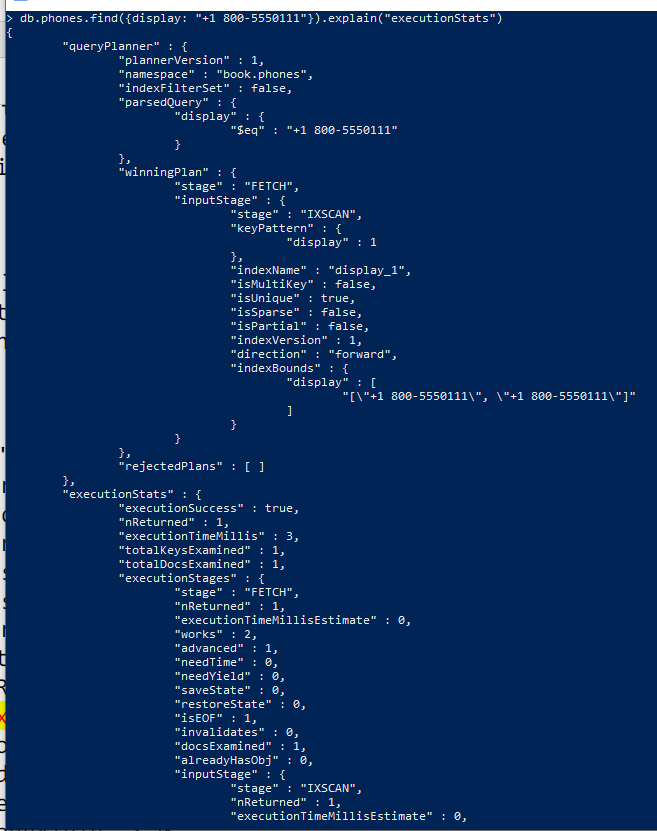 > db.phones.find({display: "+1 800-5550111"}).explain("executionStats")
{
        "queryPlanner" : {
                "plannerVersion" : 1,
                "namespace" : "book.phones",
                "indexFilterSet" : false,
                "parsedQuery" : {
                        "display" : {
                                "$eq" : "+1 800-5550111"
                        }
                },
                "winningPlan" : {
                        "stage" : "FETCH",
                        "inputStage" : {
                                "stage" : "IXSCAN",
                                "keyPattern" : {
                                        "display" : 1
                                },
                                "indexName" : "display_1",
                                "isMultiKey" : false,
                                "isUnique" : true,
                                "isSparse" : false,
                                "isPartial" : false,
                                "indexVersion" : 1,
                                "direction" : "forward",
                                "indexBounds" : {
                                        "display" : [
                                                "[\"+1 800-5550111\", \"+1 800-5550111\"]"
                                        ]
                                }
                        }
                },
                "rejectedPlans" : [ ]
        },
        "executionStats" : {
                "executionSuccess" : true,
                "nReturned" : 1,
                "executionTimeMillis" : 3,
                "totalKeysExamined" : 1,
                "totalDocsExamined" : 1,
                "executionStages" : {
                        "stage" : "FETCH",
                        "nReturned" : 1,
                        "executionTimeMillisEstimate" : 0,
                        "works" : 2,
                        "advanced" : 1,
                        "needTime" : 0,
                        "needYield" : 0,
                        "saveState" : 0,
                        "restoreState" : 0,
                        "isEOF" : 1,
                        "invalidates" : 0,
                        "docsExamined" : 1,
                        "alreadyHasObj" : 0,
                        "inputStage" : {
                                "stage" : "IXSCAN",
                                "nReturned" : 1,
                                "executionTimeMillisEstimate" : 0,